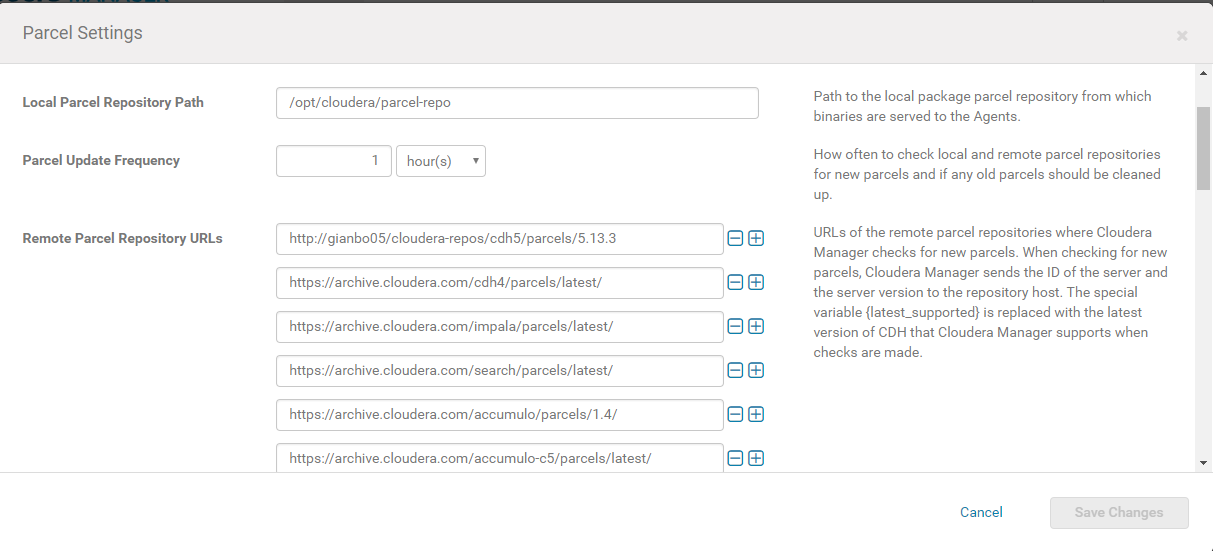 Parcel Settings
Local Parcel Repository Path
/opt/cloudera/parcel-repo
Path to the local package parcel repository from which
binaries are served to the Agents.
Parcel Update Frequency
1
hour(s)
How often to check local and remote parcel repositories
for new parcels and if any old parcels should be cleaned
up.
Remote Parcel Repository URLs
http://gianbo05/cloudera-repos/cdh5/parcels/5.13.3
https://archive.cloudera.com/cdh4/parcels/latest/
https://archive.cloudera.com/impala/parcels/latest/
https://archive.cloudera.com/search/parcels/latest/
https://archive.cloudera.com/accumulo/parcels/1.4/
https://archive.cloudera.com/accumulo-c5/parcels/latest/
URLs of the remote parcel repositories where Cloudera
Manager checks for new parcels. When checking for new
parcels, Cloudera Manager sends the ID of the server and
the server version to the repository host. The special
variable {latest_supported} is replaced with the latest
version of CDH that Cloudera Manager supports when
checks are made.
Cancel
Save Changes